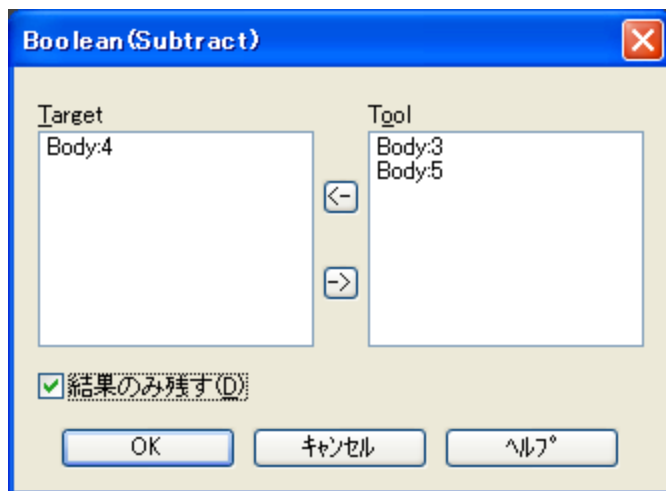 Boolean(Subtract)
Target
Tool
Body:4
Body:3
Body:5
<-
->
結果のみ残す(D)
OK
ｷｬﾝｾﾙ
ﾍﾙﾌﾟ